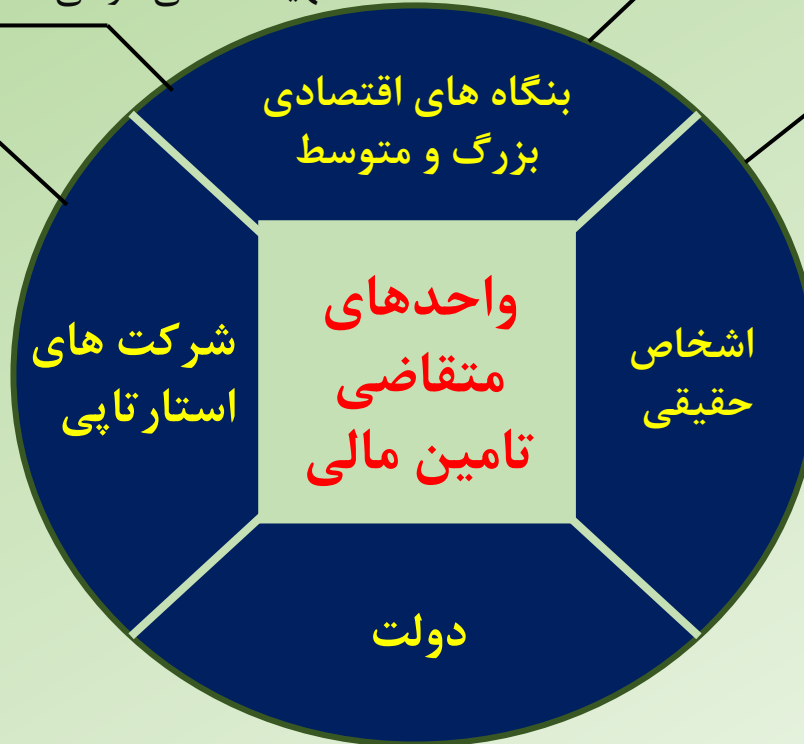 بنگاه های اقتصادی
بزرگ و متوسط
واحدهای
متقاضی
تامین مالی
اشخاص
حقیقی
شرکت های
استارتاپی
دولت